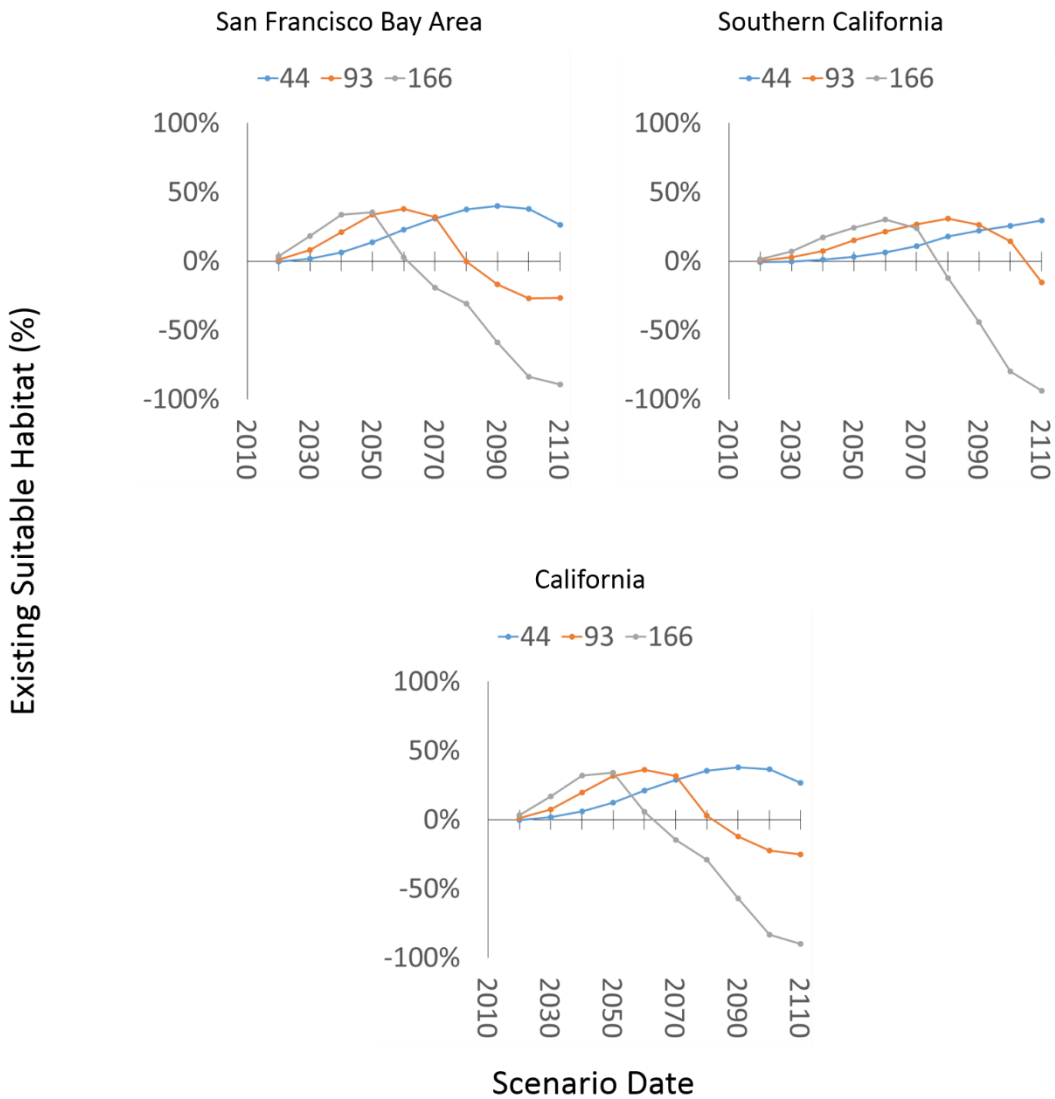 San Francisco Bay Area
44 93 166
100%
50%
0%
-50%
-100%
2010 2030 2050 2070 2090 2110
Southern California
44 93 166
100%
50%
0%
-50%
-100%
2010 2030 2050 2070 2090 2110
Existing Suitable Habitat (%)
California
44 93 166
100%
50%
0%
-50%
-100%
2010 2030 2050 2070 2090 2110
Scenario Date